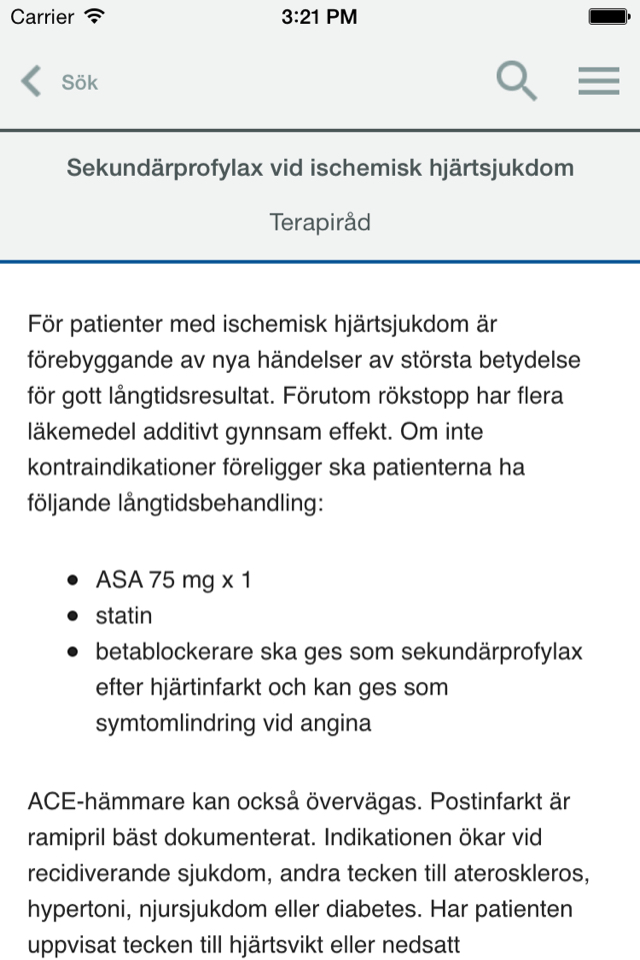 Carrier 3:21 PM
Sök
Sekundärprofylax vid ischemisk hjärtsjukdom
Terapiråd
För patienter med ischemisk hjärtsjukdom är
förebyggande av nya händelser av största betydelse
för gott långtidsresultat. Förutom rökstopp har flera
läkemedel additivt gynnsam effekt. Om inte
kontraindikationer föreligger ska patienterna ha
följande långtidsbehandling:
• ASA 75 mg x 1
• statin
• betablockerare ska ges som sekundärprofylax
efter hjärtinfarkt och kan ges som
symtomlindring vid angina
ACE-hämmare kan också övervägas. Postinfarkt är
ramipril bäst dokumenterat. Indikationen ökar vid
recidiverande sjukdom, andra tecken till ateroskleros,
hypertoni, njursjukdom eller diabetes. Har patienten
uppvisat tecken till hjärtsvikt eller nedsatt